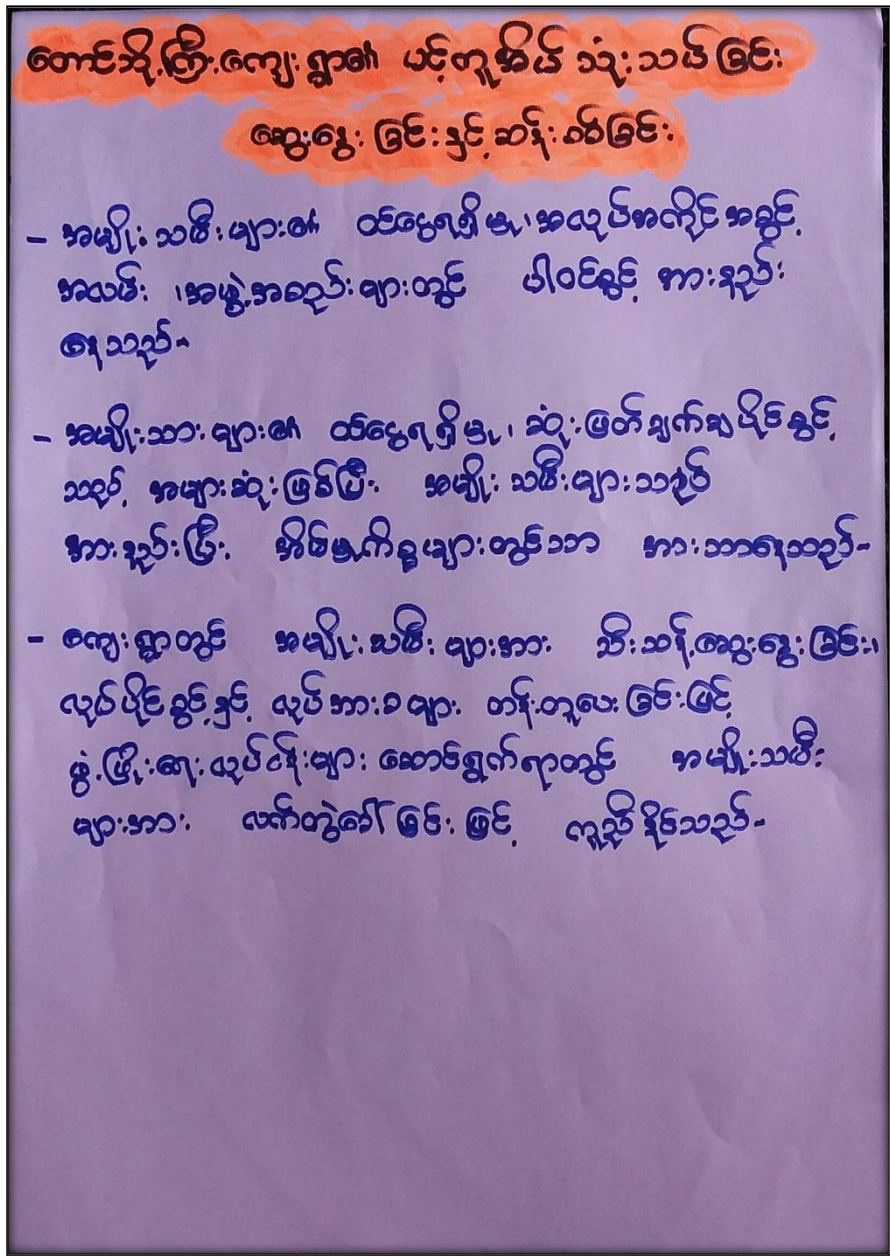 တောင်ဘို့ကြီးကျေးရွာ၏ ပင့်ကူအိမ် သုံးသပ်ခြင်း
ဆွေးနွေးခြင်းနှင့် ဆန်းစစ်ခြင်း
- အမျိုးသမီးများ၏ ထင်ငွေရရှိမှု၊ အလုပ်အကိုင်အခွင့်
အလမ်း ၊အဖွဲ့အစည်းများတွင် ပါဝင်ခွင့် အားနည်း
နေသည်-
- အမျိုးသားများ၏ ထင်ငွေရရှိမှု၊ ဆုံးဖြတ်ချက်ချပိုင်ခွင့်
သည် အများဆုံးဖြစ်ပြီး အမျိုးသမီးများသည်
အားနည်းပြီး အိမ်မှုကိစ္စများတွင်သာ အားသာနေသည်-
- ကျေးရွာတွင် အမျိုးသမီးများအား သီးသန့်ဆွေးနွေးခြင်း၊
လုပ်ပိုင်ခွင့်နှင့် လုပ်အားခများ တန်းတူပေးခြင်းဖြင့်
ဖွံ့ဖြိုးရေးလုပ်ငန်းများ ဆောင်ရွက်ရာတွင် အမျိုးသမီး
များအား လက်တွဲခေါ်ခြင်းဖြင့် ကူညီနိုင်သည်-